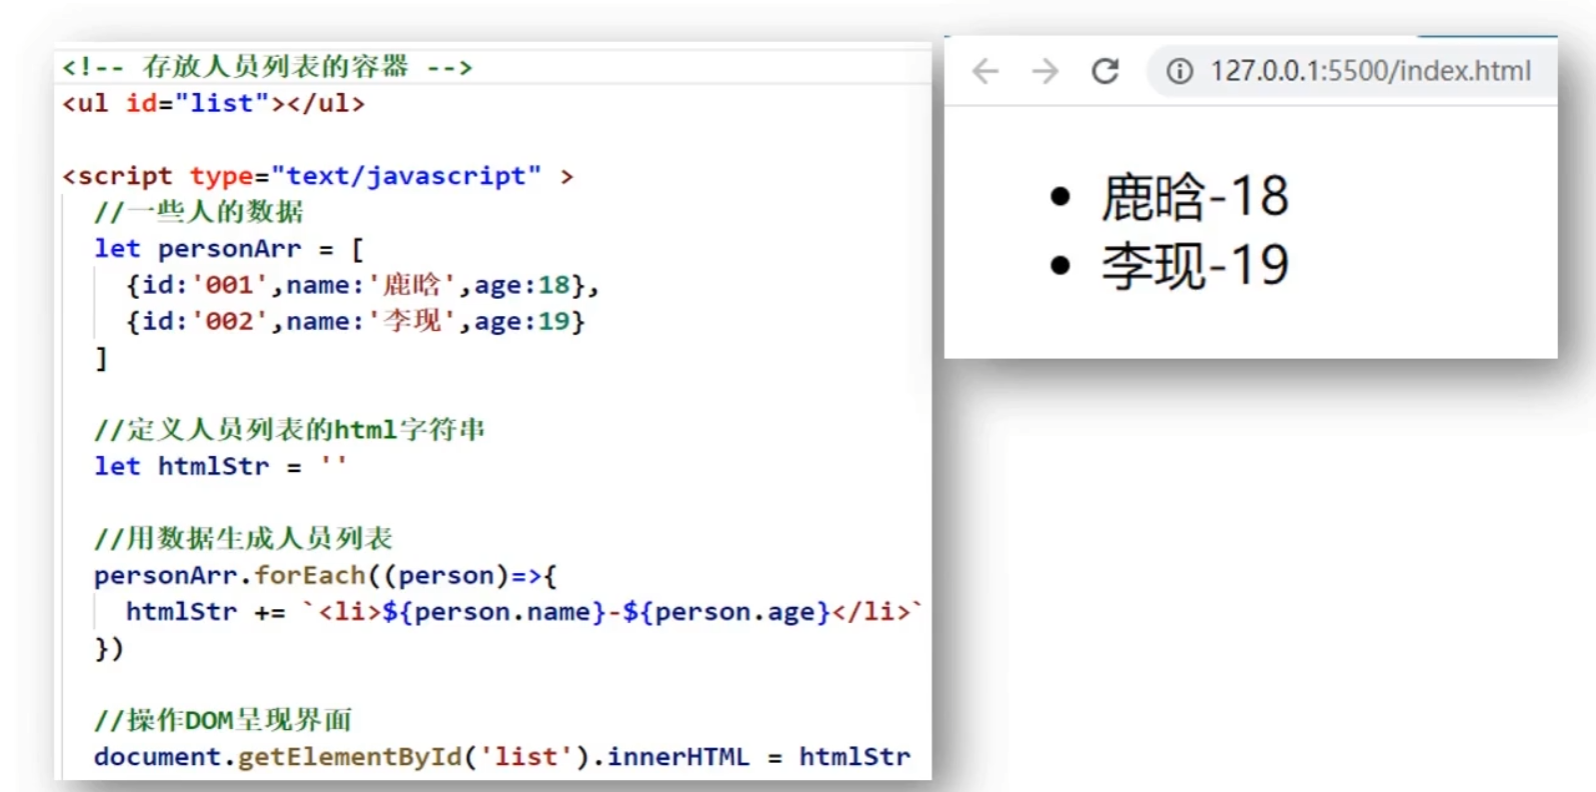 <!-- 存放人员列表的容器 -->
<ul id="list"></ul>
<script type="text/javascript" >
//一些人的数据
let personArr = [
{id:'001',name:'鹿晗',age:18},
{id:'002',name:'李现',age:19}
]
//定义人员列表的html字符串
let htmlStr = ''
//用数据生成人员列表
personArr.forEach((person)=>{
htmlStr += `<li>${person.name}-${person.age}</li>`
})
//操作DOM呈现界面
document.getElementById('list').innerHTML = htmlStr
127.0.0.1:5500/index.html
鹿晗-18
李现-19